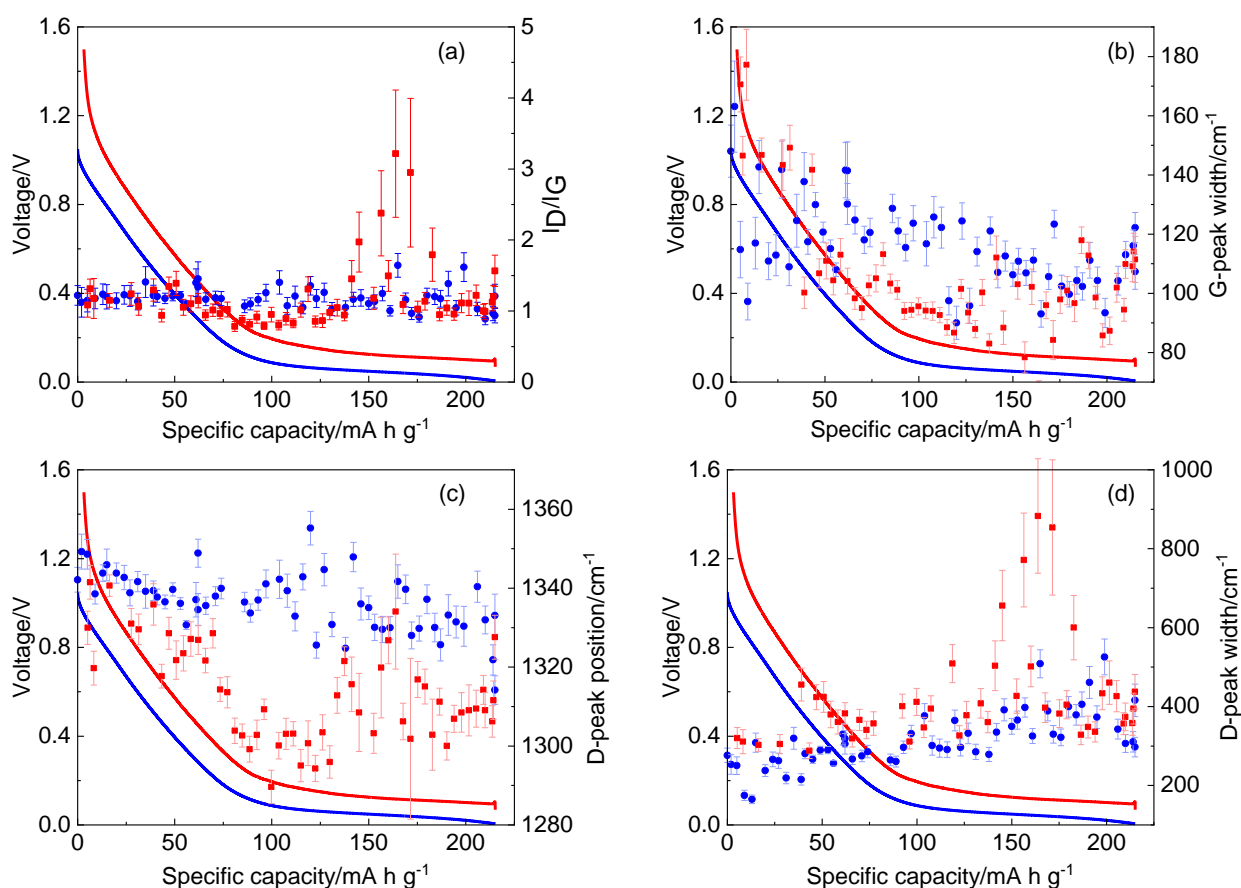 (a)
Voltage/V
1.6
1.2
0.8
0.4
0.0
0 50 100 150 200
Specific capacity/mA h g-1
5
4
3
2
1
0
ID/IG
(b)
Voltage/V
1.6
1.2
0.8
0.4
0.0
0 50 100 150 200
Specific capacity/mA h g-1
180
160
140
120
100
80
G-peak width/cm-1
(c)
Voltage/V
1.6
1.2
0.8
0.4
0.0
0 50 100 150 200
Specific capacity/mA h g-1
1360
1340
1320
1300
1280
D-peak position/cm-1
(d)
Voltage/V
1.6
1.2
0.8
0.4
0.0
0 50 100 150 200
Specific capacity/mA h g-1
1000
800
600
400
200
D-peak width/cm-1